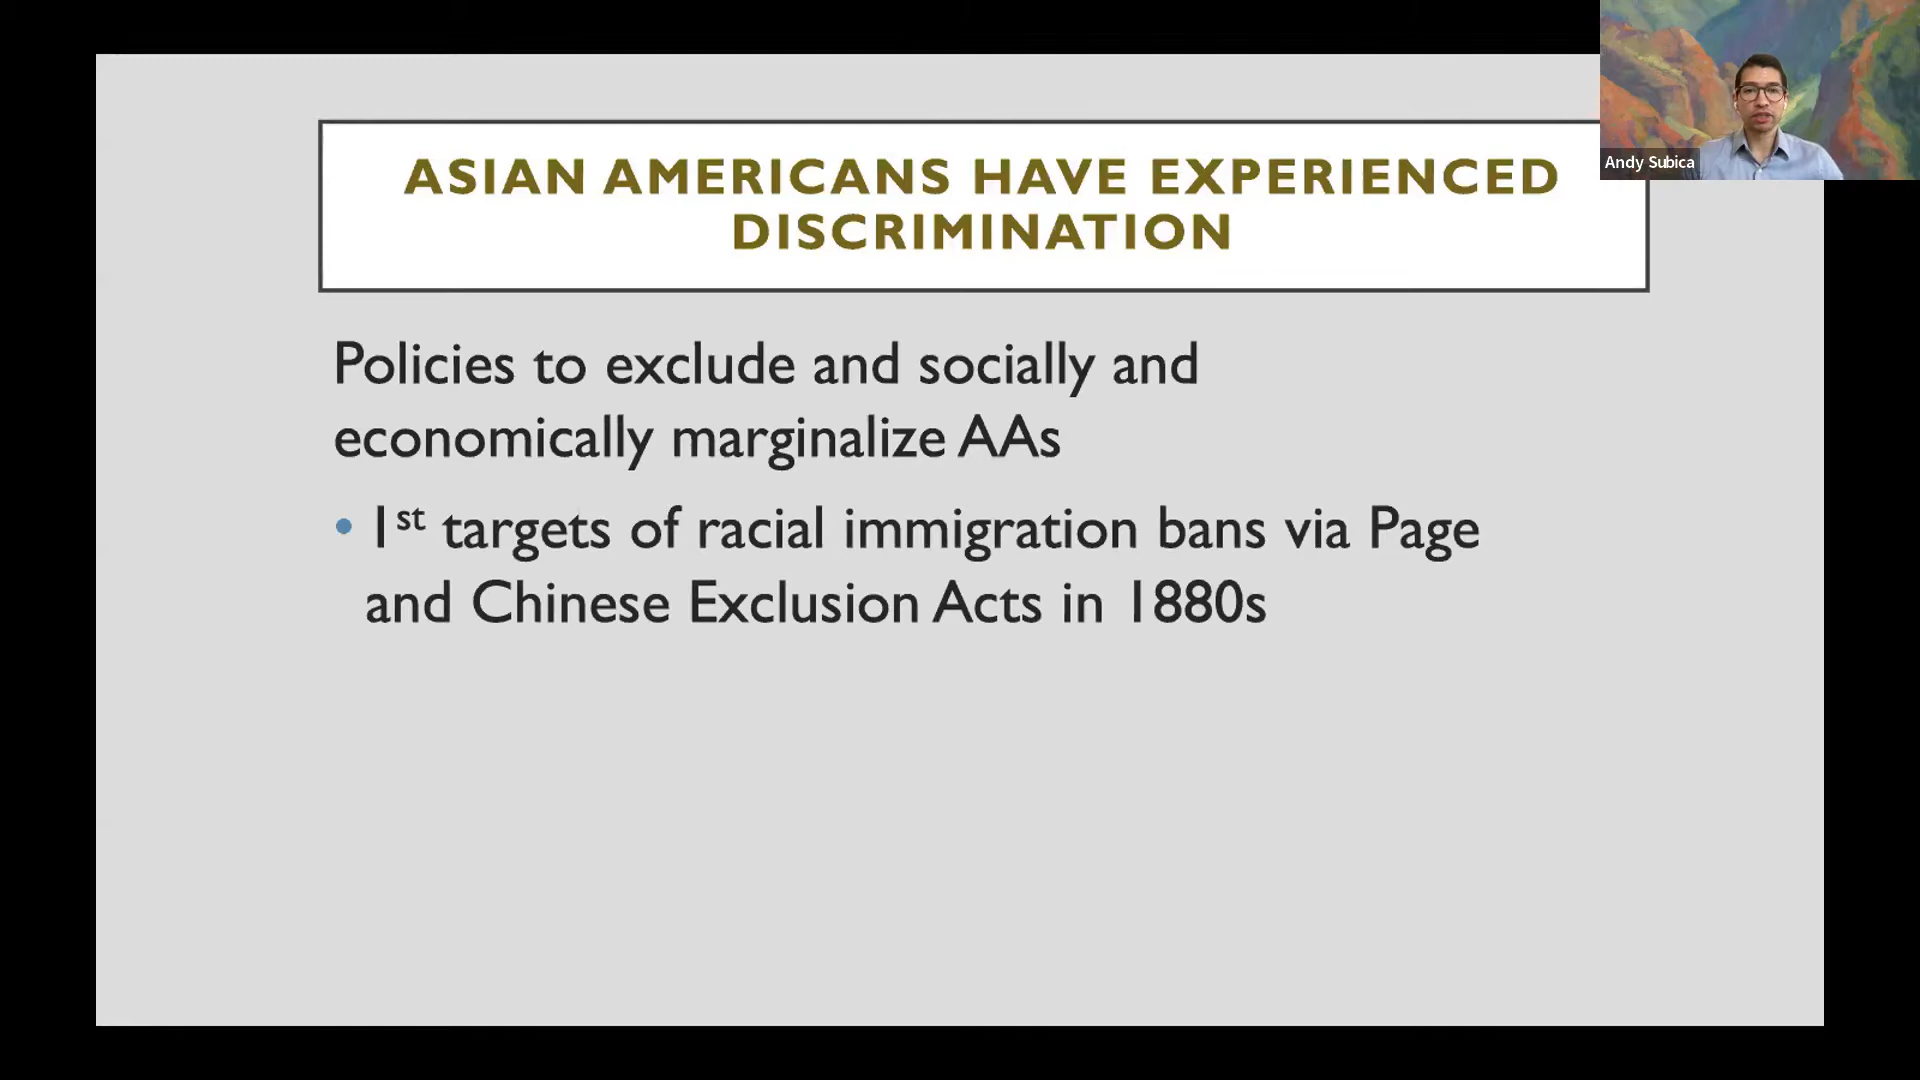 ASIAN AMERICANS HAVE EXPERIENCED
DISCRIMINATION
Andy Subica
Policies to exclude and socially and
economically marginalize AAs
• 1st targets of racial immigration bans via Page
and Chinese Exclusion Acts in 1880s